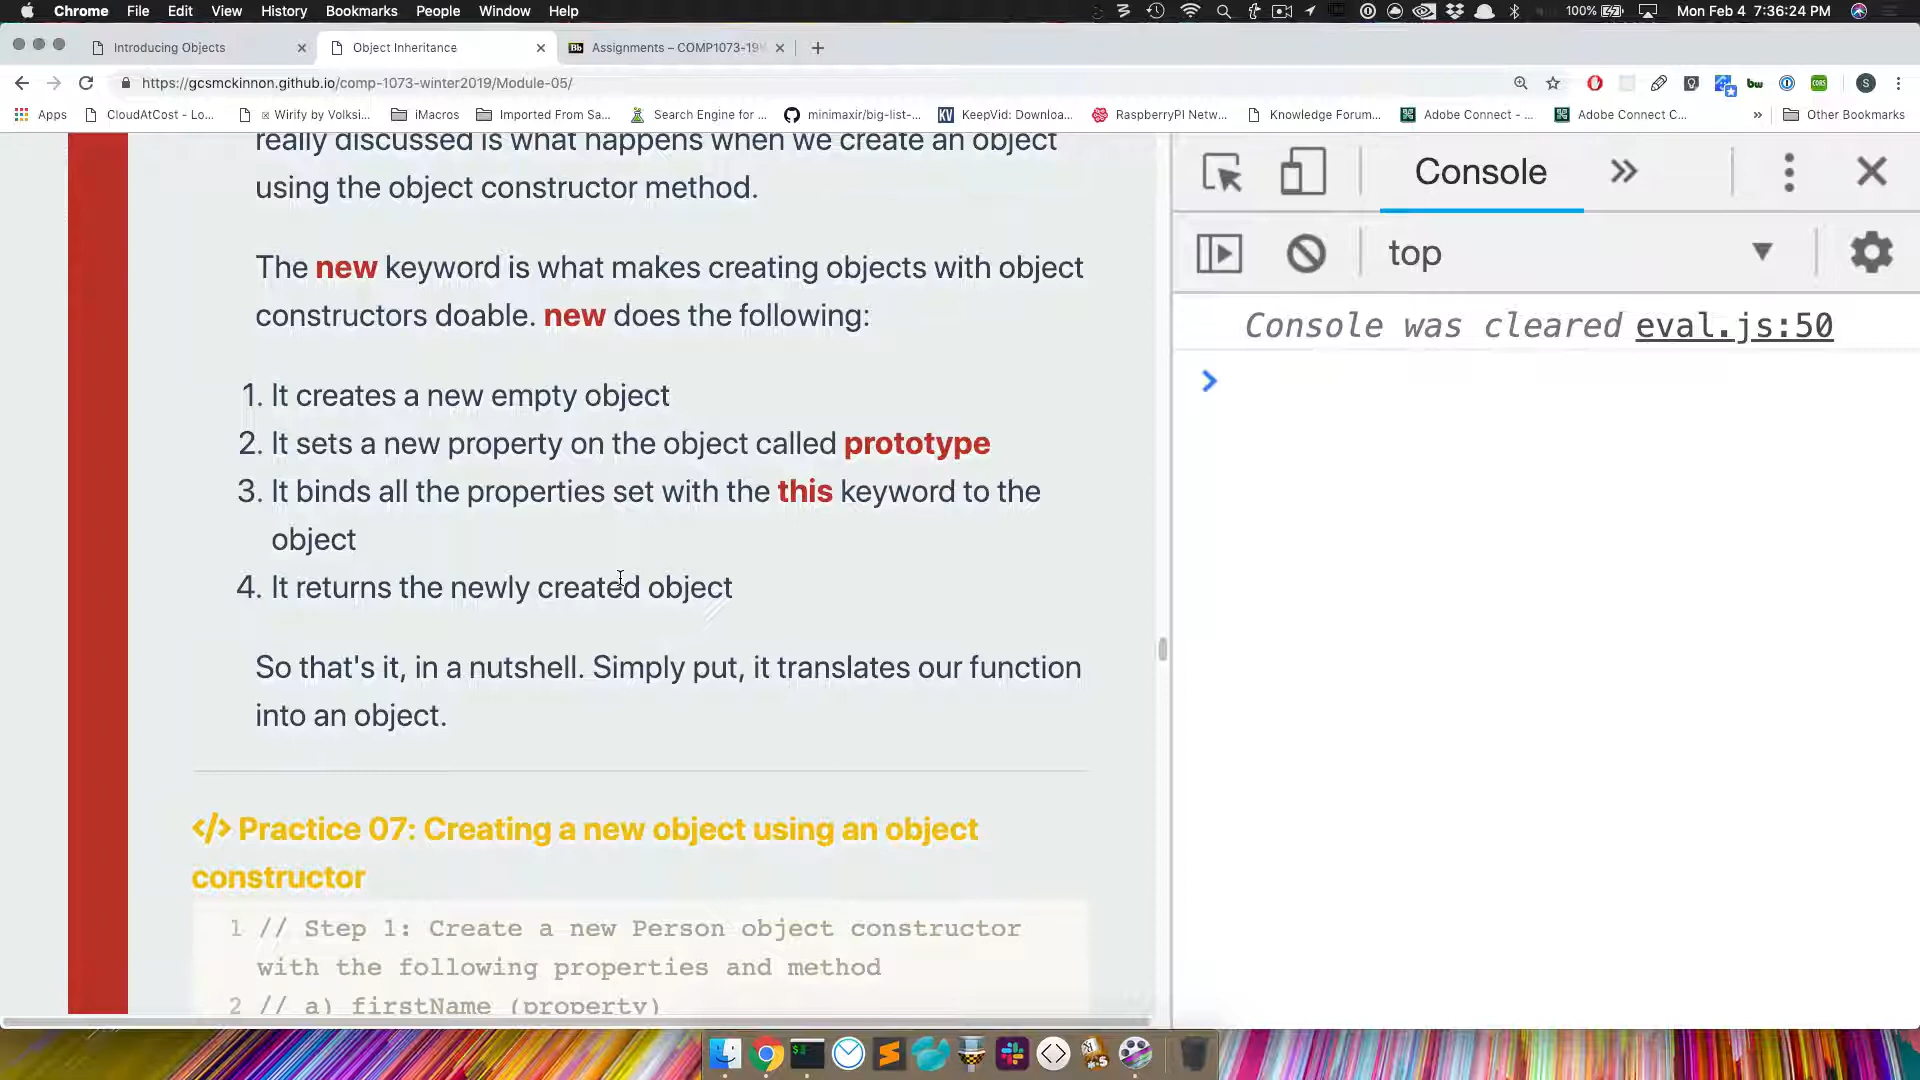 Chrome File Edit View History Bookmarks People Window Help 100% Mon Feb 4 7:36:24 PM
Introducing Objects Object Inheritance Bb Assignments – COMP1073-19
https://gcsmckinnon.github.io/comp-1073-winter2019/Module-05/
Apps CloudAtCost - Lo... Wirify by Volksi... iMacros Imported From Sa... Search Engine for ... minimaxir/big-list-... KV KeepVid: Downloa... RaspberryPI Netw... Knowledge Forum... Adobe Connect - ... Adobe Connect C... » Other Bookmarks
really discussed is what happens when we create an object
using the object constructor method.
The new keyword is what makes creating objects with object
constructors doable. new does the following:
1. It creates a new empty object
2. It sets a new property on the object called prototype
3. It binds all the properties set with the this keyword to the
object
4. It returns the newly created object
So that's it, in a nutshell. Simply put, it translates our function
into an object.
</> Practice 07: Creating a new object using an object
constructor
1 // Step 1: Create a new Person object constructor
with the following properties and method
2 // a) firstName (property)
Console »
top
Console was cleared eval.js:50